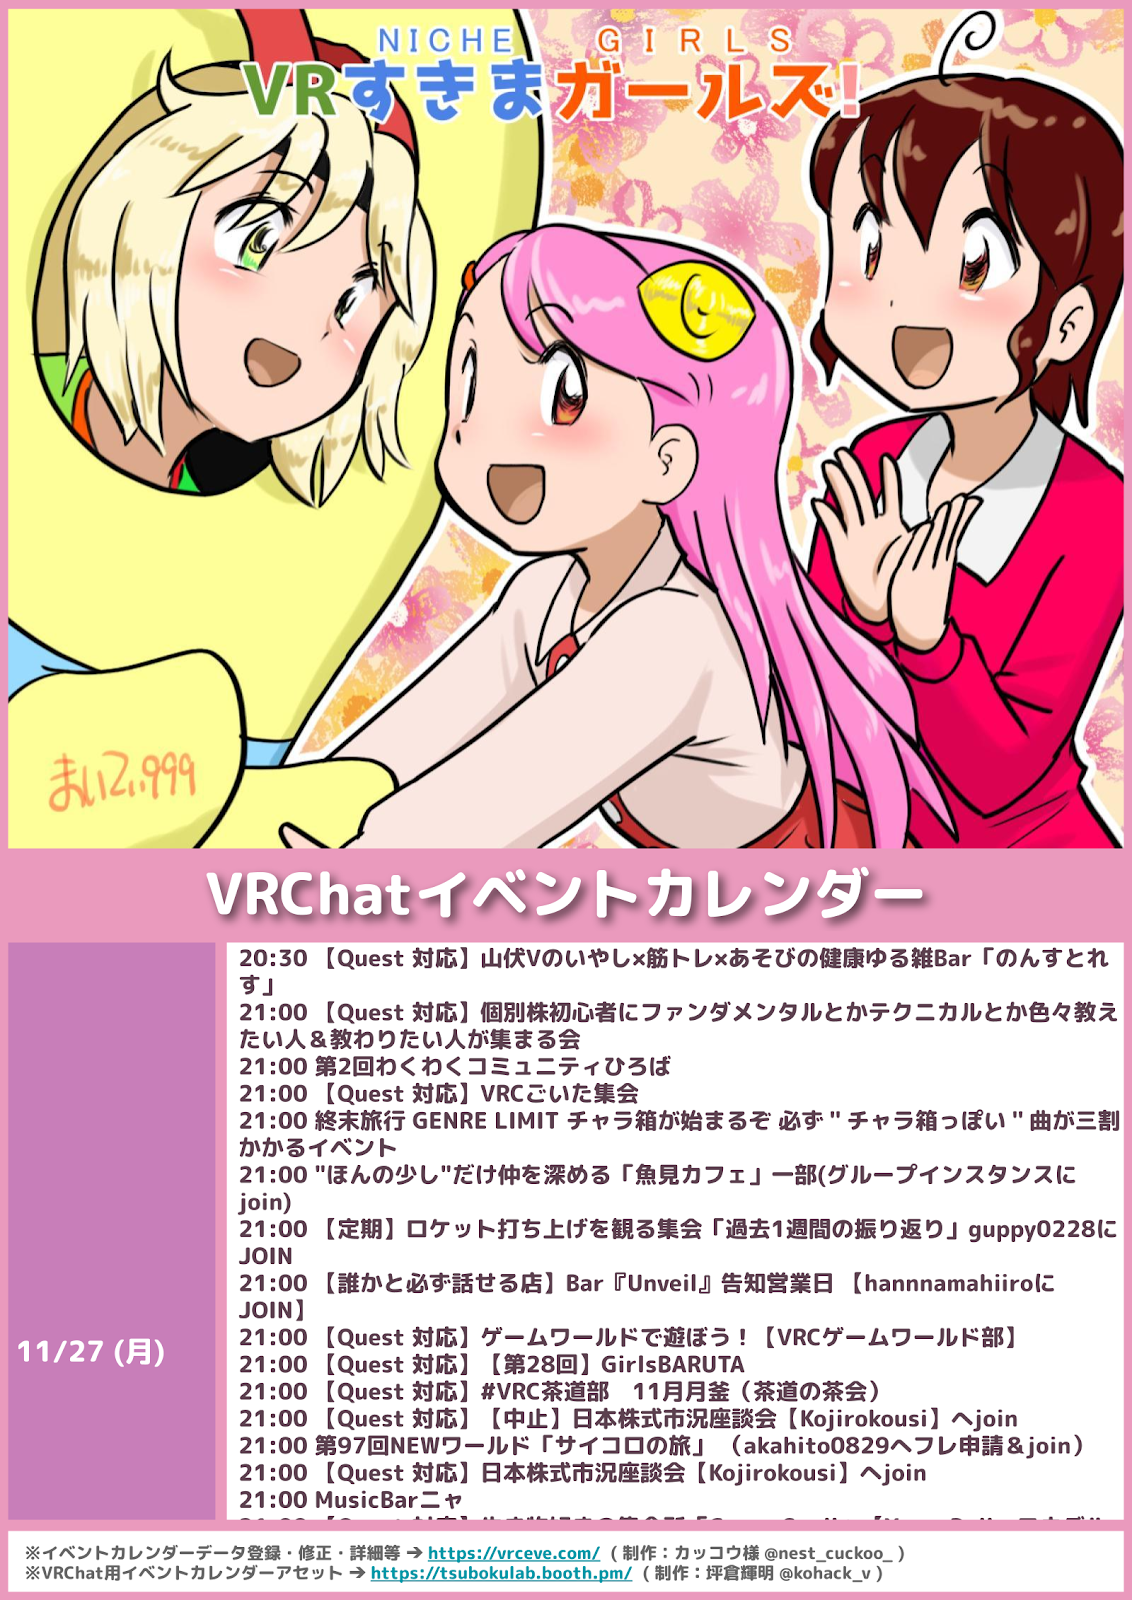 NICHE GIRLS
VRすきまガールズ!
まいてぃ999
VRChatイベントカレンダー
11/27 (月)
20:30 【Quest 対応】山伏Vのいやし×筋トレ×あそびの健康ゆる雑Bar「のんすとれ
す」
21:00 【Quest 対応】個別株初心者にファンダメンタルとかテクニカルとか色々教え
たい人＆教わりたい人が集まる会
21:00 第2回わくわくコミュニティひろば
21:00 【Quest 対応】VRCごいた集会
21:00 終末旅行 GENRE LIMIT チャラ箱が始まるぞ 必ず " チャラ箱っぽい " 曲が三割
かかるイベント
21:00 "ほんの少し"だけ仲を深める「魚見カフェ」一部(グループインスタンスに
join)
21:00 【定期】ロケット打ち上げを観る集会「過去1週間の振り返り」guppy0228に
JOIN
21:00 【誰かと必ず話せる店】Bar『Unveil』告知営業日 【hannnamahiiroに
JOIN】
21:00 【Quest 対応】ゲームワールドで遊ぼう！【VRCゲームワールド部】
21:00 【Quest 対応】【第28回】GirlsBARUTA
21:00 【Quest 対応】#VRC茶道部　11月月釜（茶道の茶会）
21:00 【Quest 対応】【中止】日本株式市況座談会【Kojirokousi】へjoin
21:00 第97回NEWワールド「サイコロの旅」（akahito0829へフレ申請＆join）
21:00 【Quest 対応】日本株式市況座談会【Kojirokousi】へjoin
21:00 MusicBarニャ
※イベントカレンダーデータ登録・修正・詳細等 ➔ https://vrceve.com/ （ 制作：カッコウ様 @nest_cuckoo_ ）
※VRChat用イベントカレンダーアセット ➔ https://tsubokulab.booth.pm/ （ 制作：坪倉輝明 @kohack_v ）